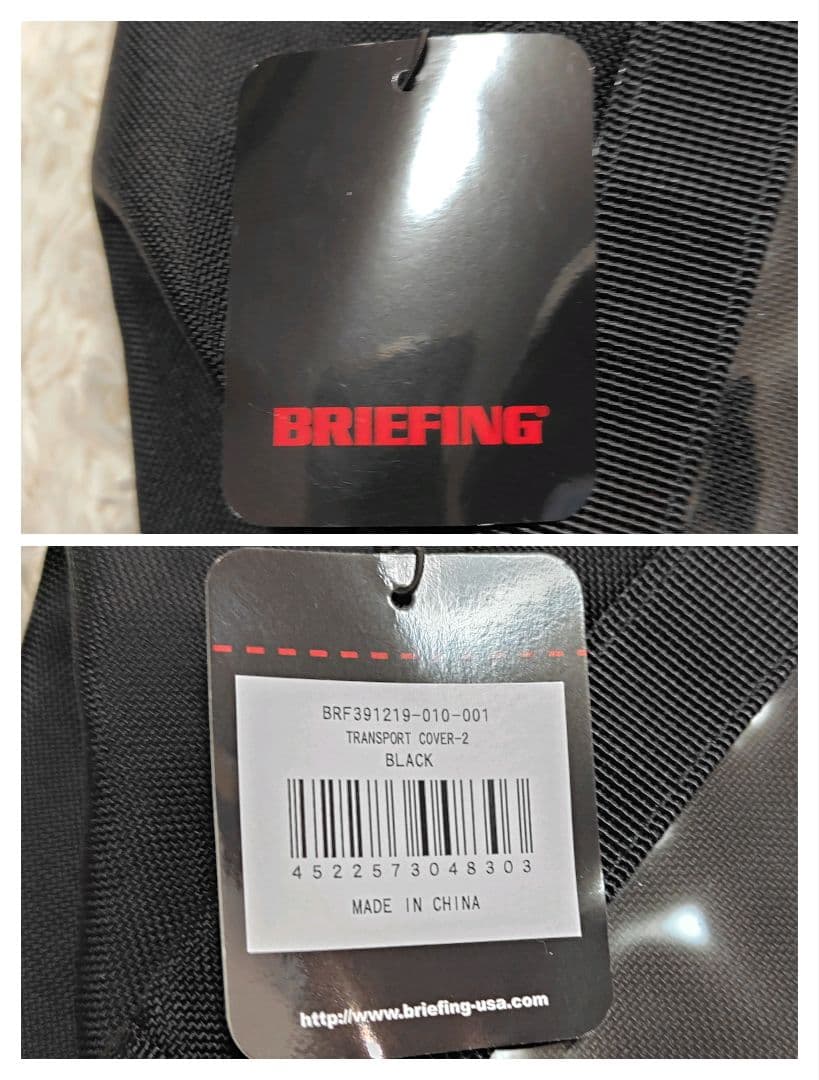 BRIEFING®
BRF391219-010-001
TRANSPORT COVER-2
BLACK
4522573048303
MADE IN CHINA
http://www.briefing-usa.com